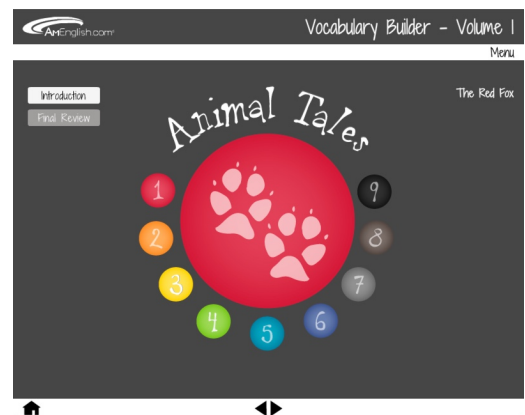 AmEnglish.com
Vocabulary Builder - Volume 1
Menu
Introduction
Final Review
The Red Fox
Animal Tales
1
2
3
4
5
6
7
8
9